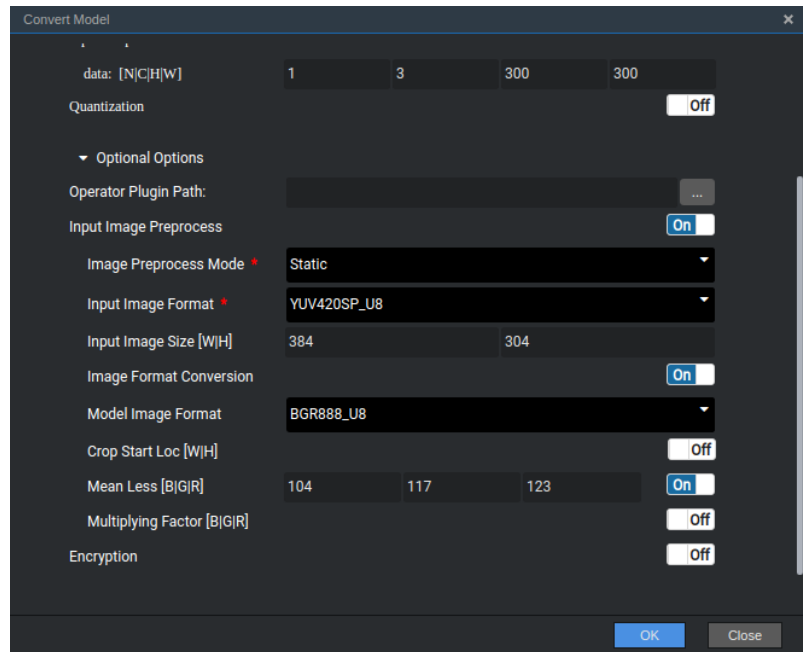 Convert Model
data: [N|C|H|W] 1 3 300 300
Quantization Off
Optional Options
Operator Plugin Path: ...
Input Image Preprocess On
Image Preprocess Mode * Static
Input Image Format * YUV420SP_U8
Input Image Size [W|H] 384 304
Image Format Conversion On
Model Image Format BGR888_U8
Crop Start Loc [W|H] Off
Mean Less [B|G|R] 104 117 123 On
Multiplying Factor [B|G|R] Off
Encryption Off
OK Close